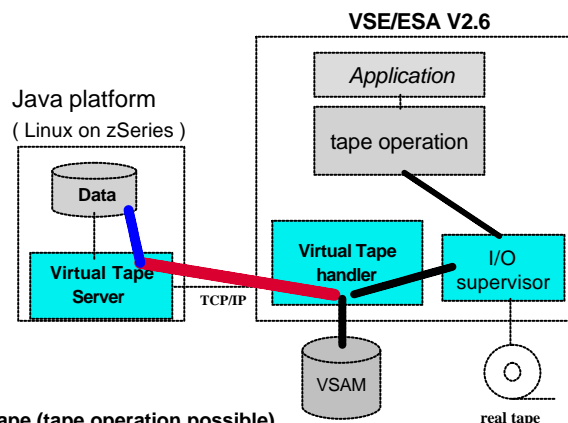 VSE/ESA V2.6
Application
tape operation
Java platform
( Linux on zSeries )
Data
Virtual Tape
Server
TCP/IP
Virtual Tape
handler
I/O
supervisor
VSAM
real tape
ape (tape operation possible)